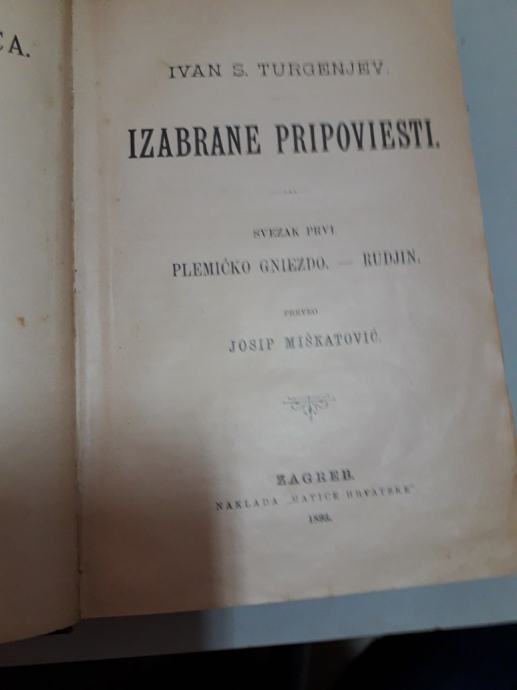 CA.
IVAN S. TURGENJEV.
IZABRANE PRIPOVIESTI.
SVEZAK PRVI.
PLEMIĆKO GNIEZDO. — RUDJIN.
PREVEO
JOSIP MIŠKATOVIĆ.
ZAGREB.
NAKLADA „MATICE HRVATSKE"